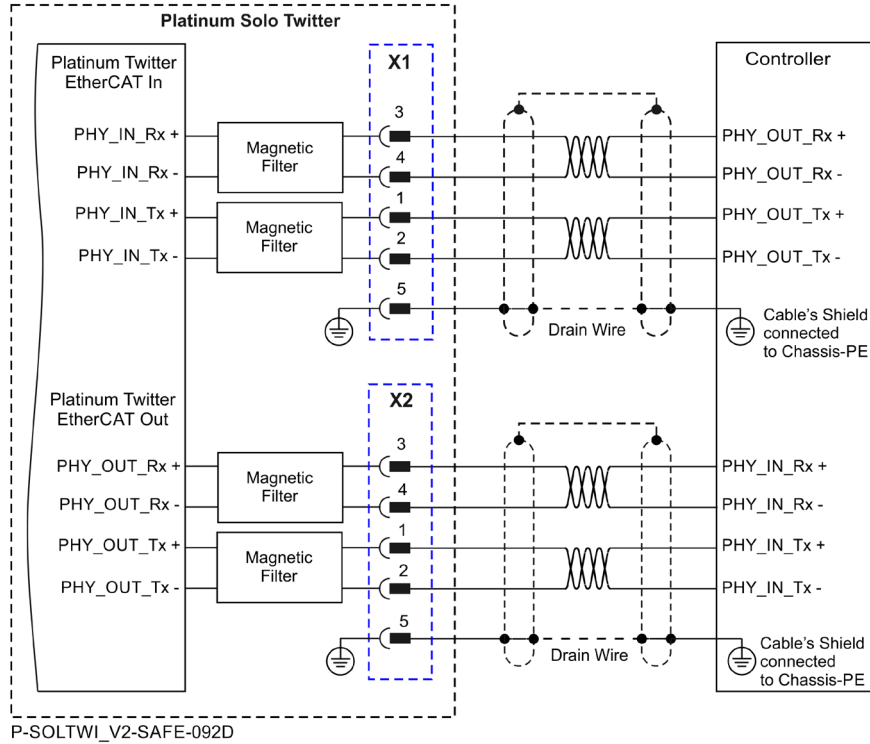 Platinum Solo Twitter
Platinum Twitter
EtherCAT In
X1
Controller
3
PHY_IN_Rx +
Magnetic
Filter
PHY_OUT_Rx +
4
PHY_IN_Rx -
PHY_OUT_Rx -
1
PHY_IN_Tx +
Magnetic
Filter
PHY_OUT_Tx +
2
PHY_IN_Tx -
PHY_OUT_Tx -
5
Drain Wire
Cable's Shield
connected
to Chassis-PE
Platinum Twitter
EtherCAT Out
X2
3
PHY_OUT_Rx +
Magnetic
Filter
PHY_IN_Rx +
4
PHY_OUT_Rx -
PHY_IN_Rx -
1
PHY_OUT_Tx +
Magnetic
Filter
PHY_IN_Tx +
2
PHY_OUT_Tx -
PHY_IN_Tx -
5
Drain Wire
Cable's Shield
connected
to Chassis-PE
P-SOLTWI_V2-SAFE-092D